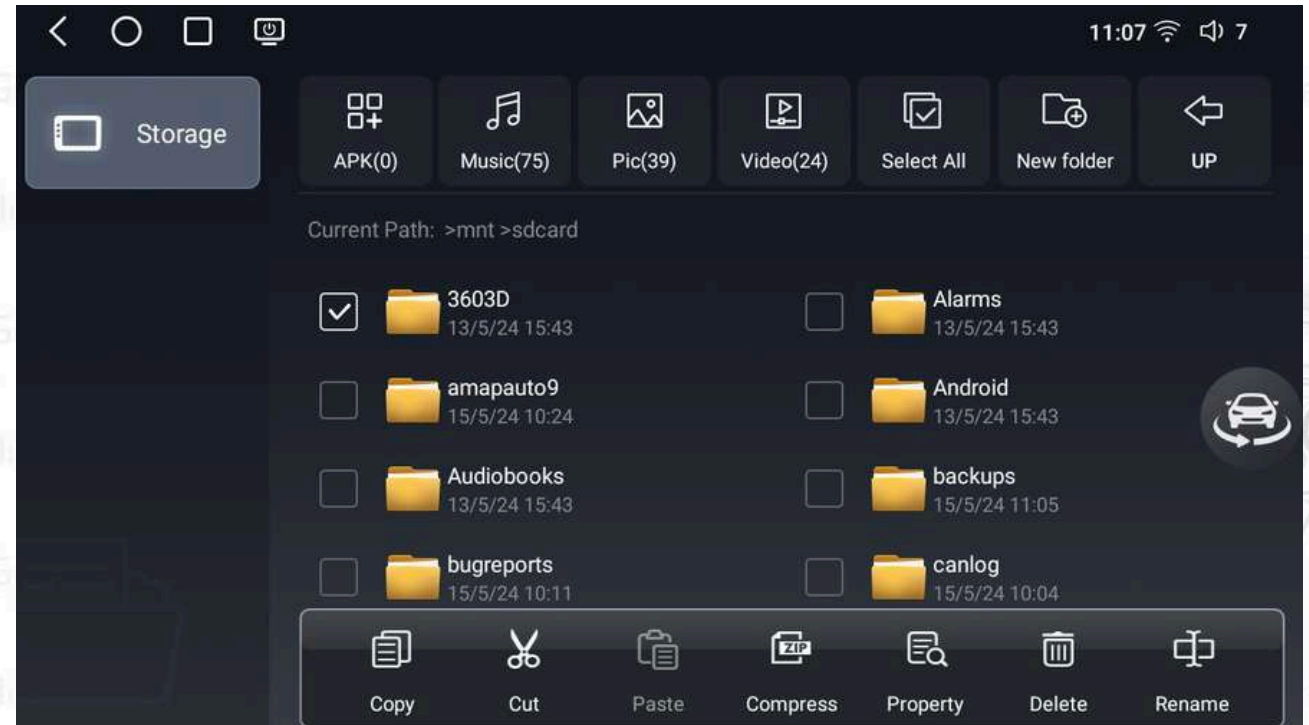 11:07 7
Storage
APK(0) Music(75) Pic(39) Video(24) Select All New folder UP
Current Path: >mnt >sdcard
3603D Alarms
13/5/24 15:43 13/5/24 15:43
amapauto9 Android
15/5/24 10:24 13/5/24 15:43
Audiobooks backups
13/5/24 15:43 15/5/24 11:05
bugreports canlog
15/5/24 10:11 15/5/24 10:04
ZIP
Copy Cut Paste Compress Property Delete Rename